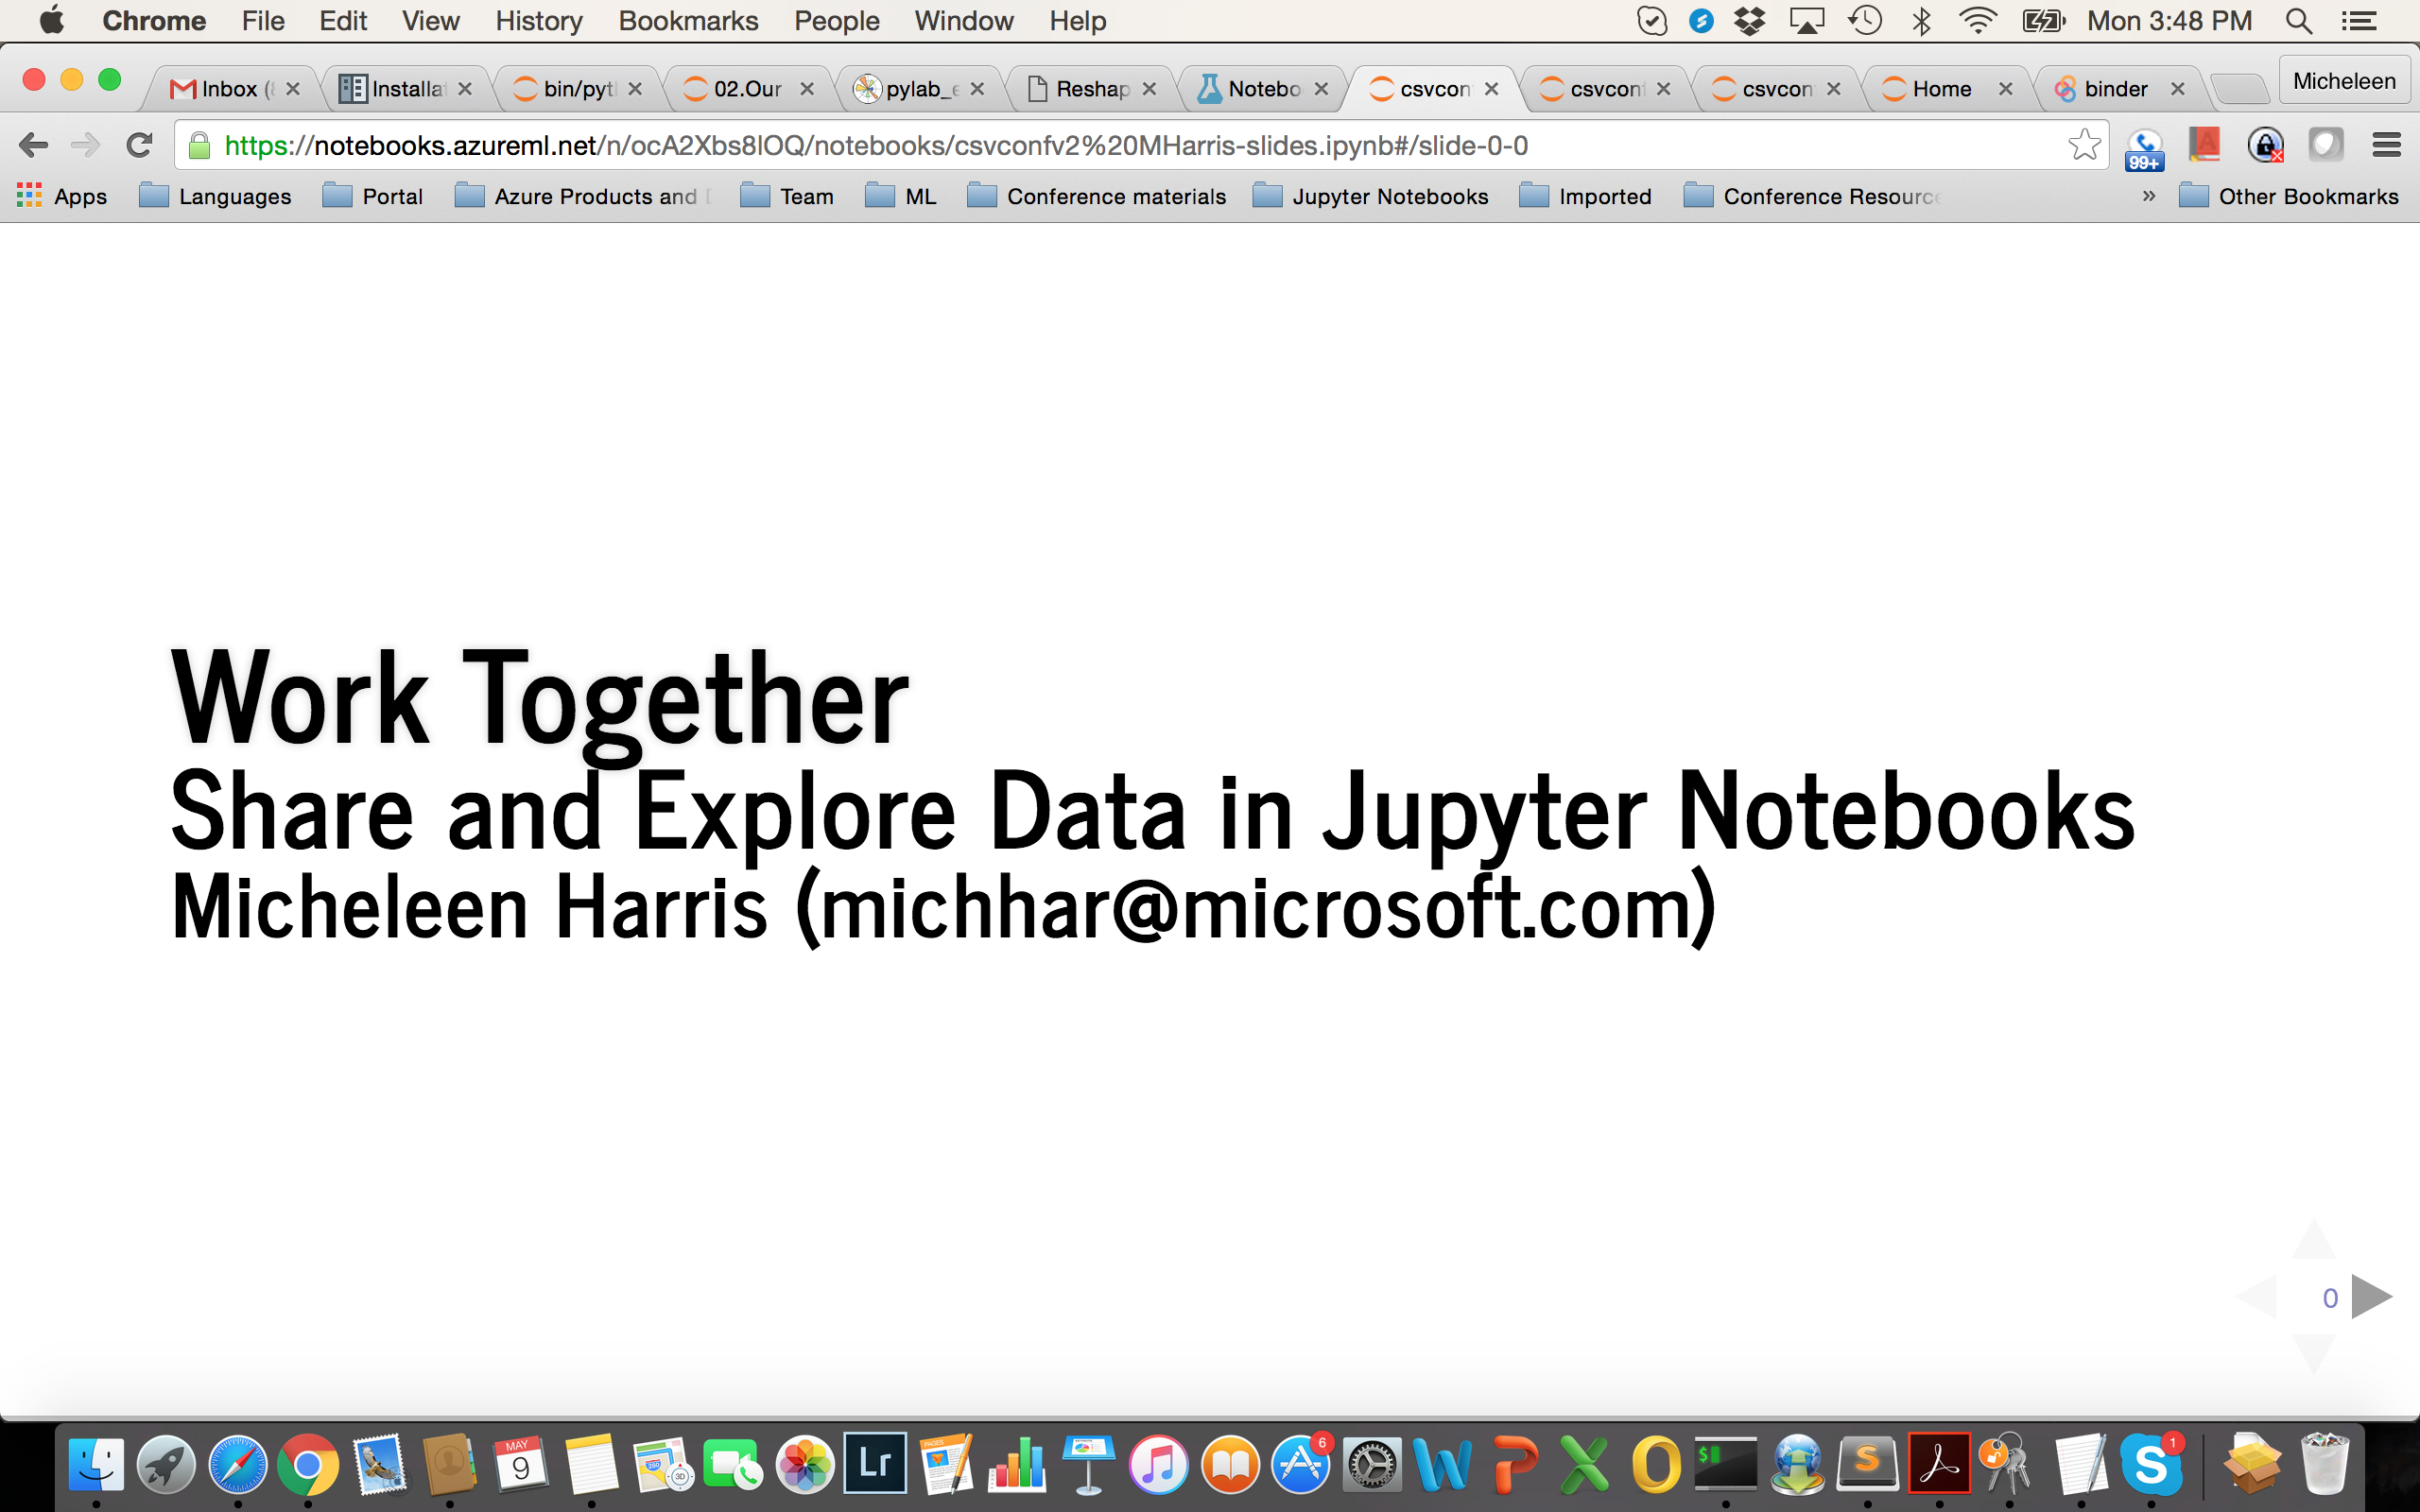 Chrome File Edit View History Bookmarks People Window Help Mon 3:48 PM
Inbox ( Installa bin/pyt 02.Our pylab_e Reshap Notebo csvcon csvcon csvcon Home binder Micheleen
https://notebooks.azureml.net/n/ocA2Xbs8lOQ/notebooks/csvconfv2%20MHarris-slides.ipynb#/slide-0-0
99+
Apps Languages Portal Azure Products and Team ML Conference materials Jupyter Notebooks Imported Conference Resourc » Other Bookmarks
Work Together
Share and Explore Data in Jupyter Notebooks
Micheleen Harris (michhar@microsoft.com)
0
MAY
9
3D
Lr
PAGES
6
$
S
1